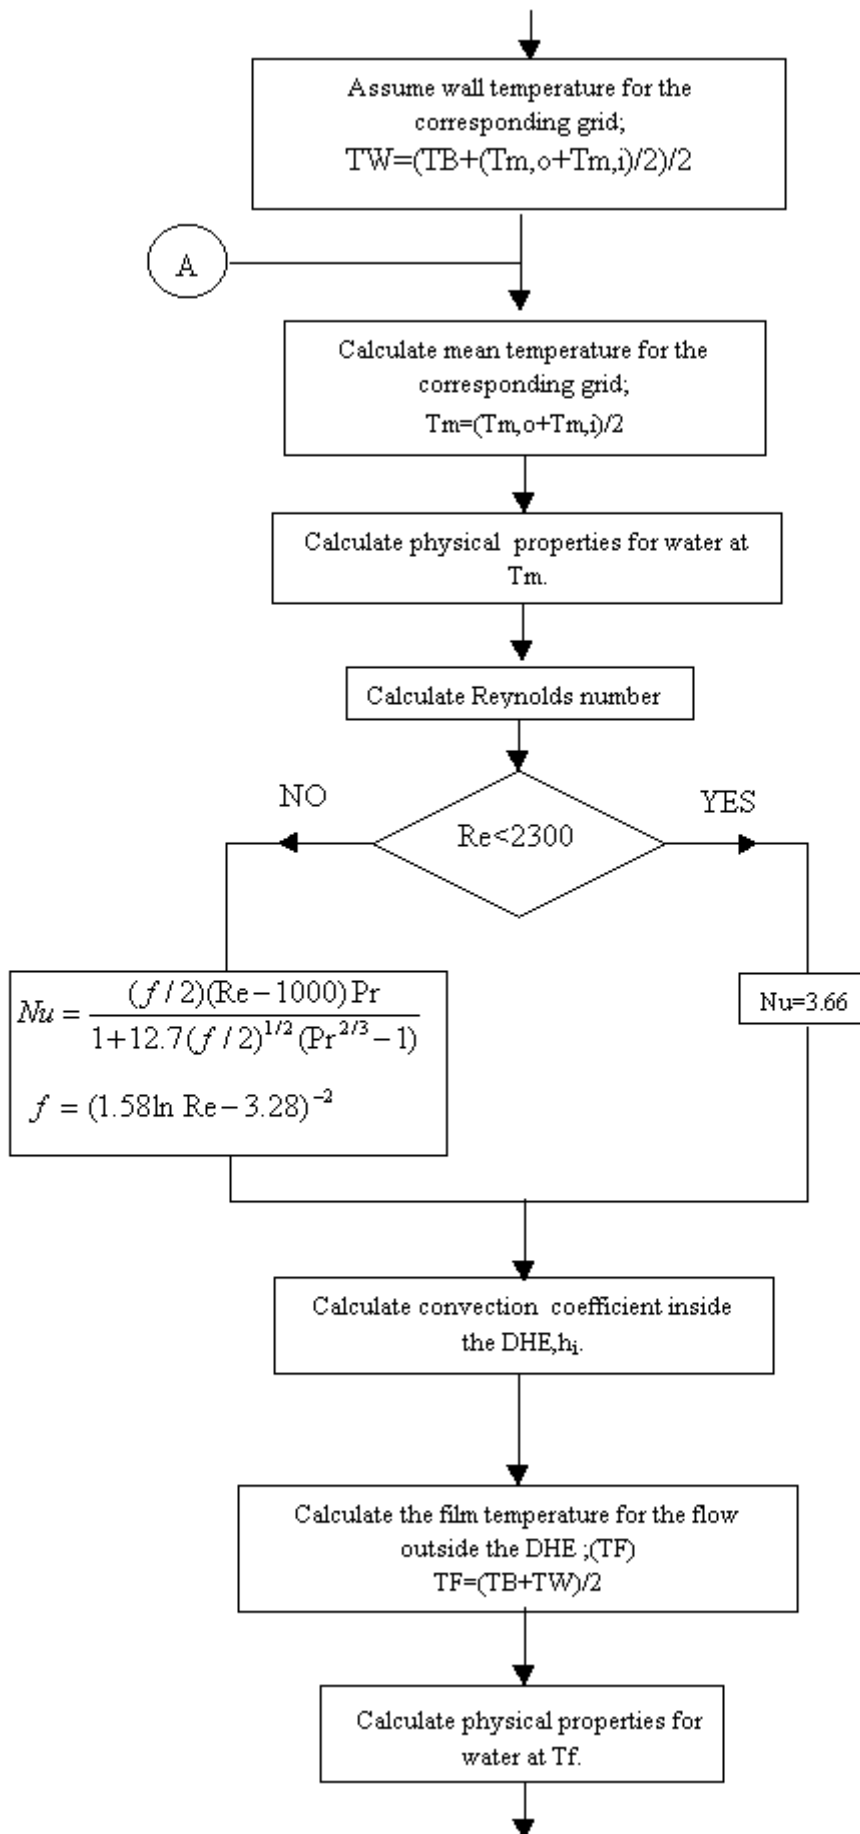 Assume wall temperature for the
corresponding grid;
TW=(TB+(Tm,o+Tm,i)/2)/2
A
Calculate mean temperature for the
corresponding grid;
Tm=(Tm,o+Tm,i)/2
Calculate physical properties for water at
Tm.
Calculate Reynolds number
NO
YES
Re<2300
Nu = (f/2)(Re−1000)Pr / 1+12.7(f/2)^{1/2}(Pr^{2/3}−1)
f = (1.58ln Re−3.28)^{−2}
Nu=3.66
Calculate convection coefficient inside
the DHE,h_i.
Calculate the film temperature for the flow
outside the DHE ;(TF)
TF=(TB+TW)/2
Calculate physical properties for
water at Tf.